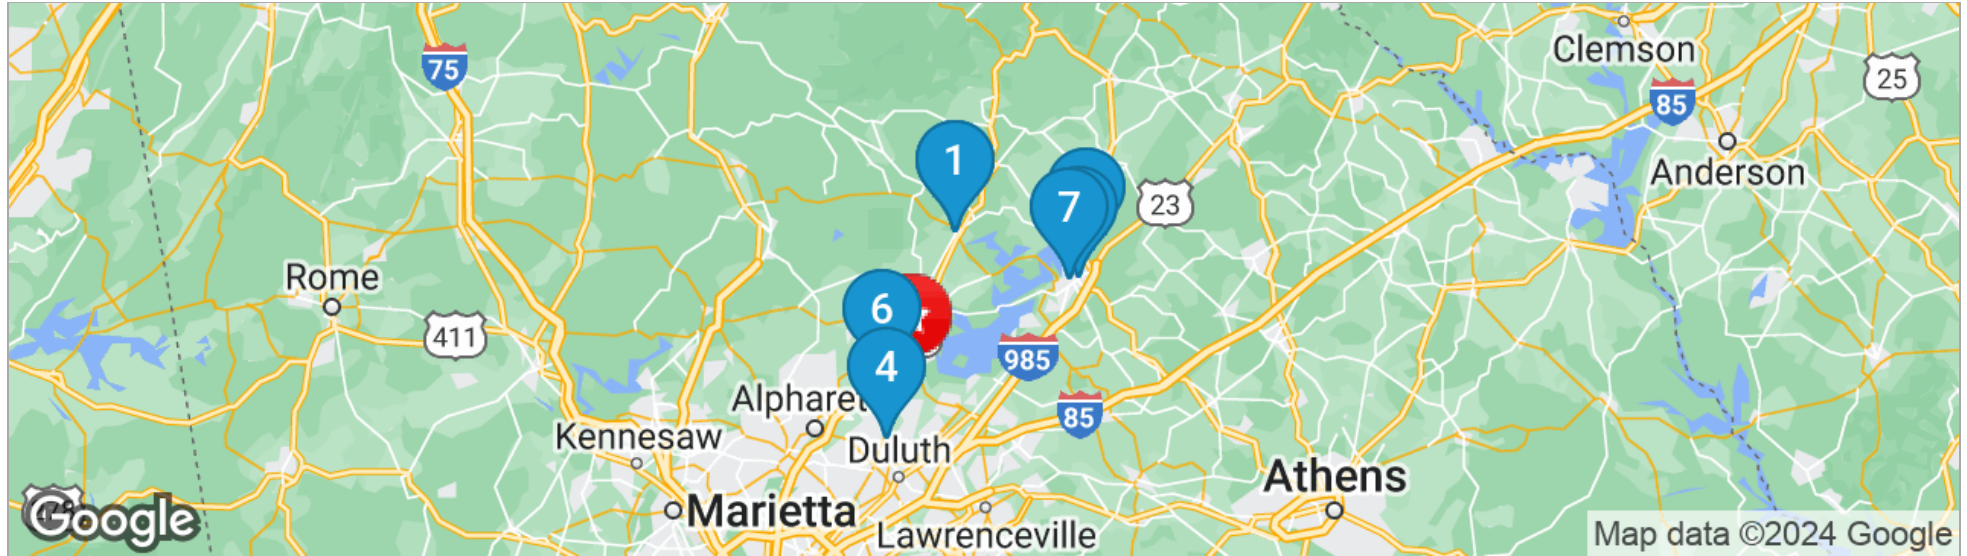 Clemson
75
25
85
1
Anderson
7
23
Rome
6
411
4
985
Alpharet
85
Kennesaw
Duluth
Athens
Marietta
Google
Lawrenceville
Map data ©2024 Google